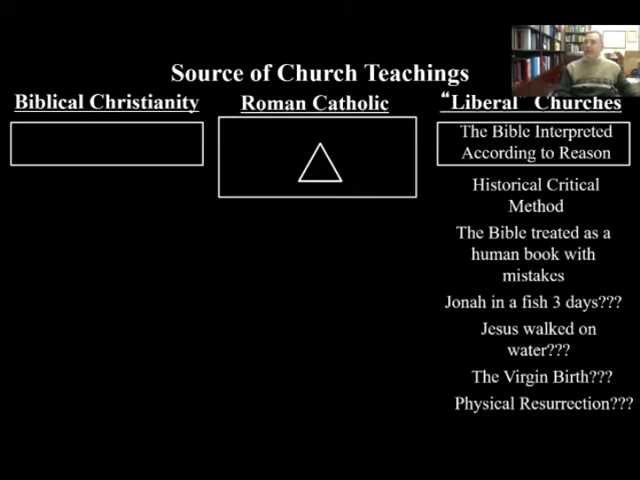 Source of Church Teachings
Biblical Christianity
Roman Catholic
“Liberal” Churches
The Bible Interpreted
According to Reason
Historical Critical
Method
The Bible treated as a
human book with
mistakes
Jonah in a fish 3 days???
Jesus walked on
water???
The Virgin Birth???
Physical Resurrection???